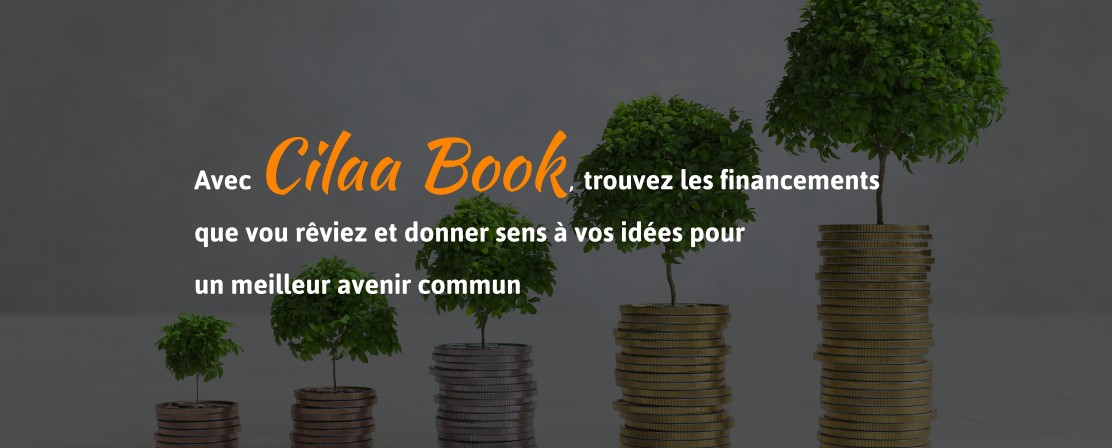 Avec Cilaa Book, trouvez les financements
que vou rêviez et donner sens à vos idées pour
un meilleur avenir commun